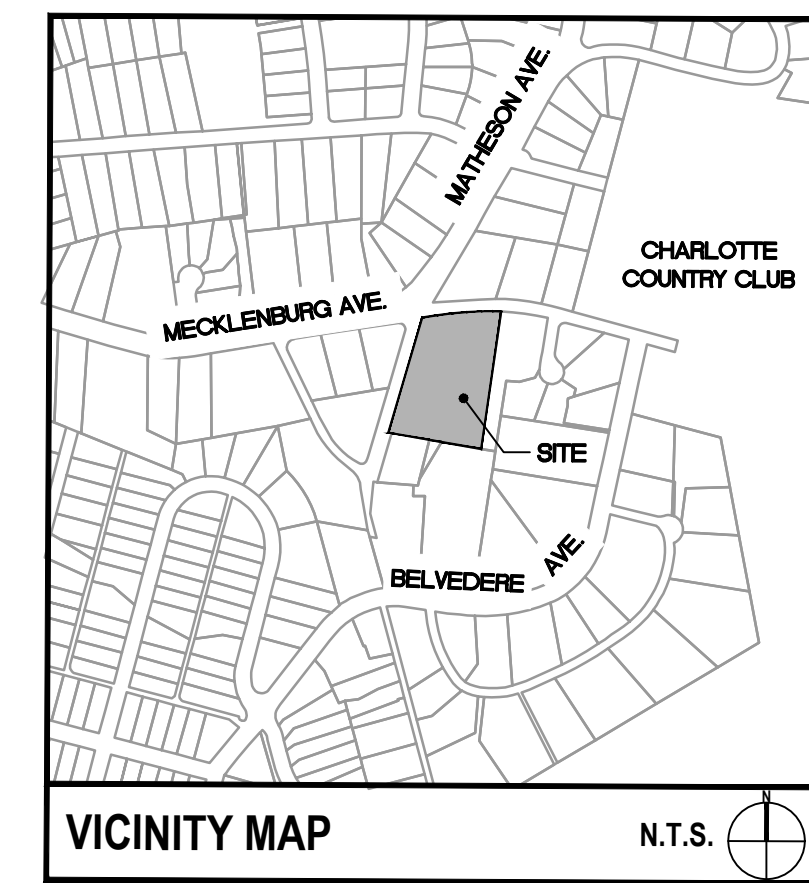 MATHESON AVE.
CHARLOTTE
COUNTRY CLUB
MECKLENBURG AVE.
SITE
BELVEDERE AVE.
VICINITY MAP
N.T.S.
N